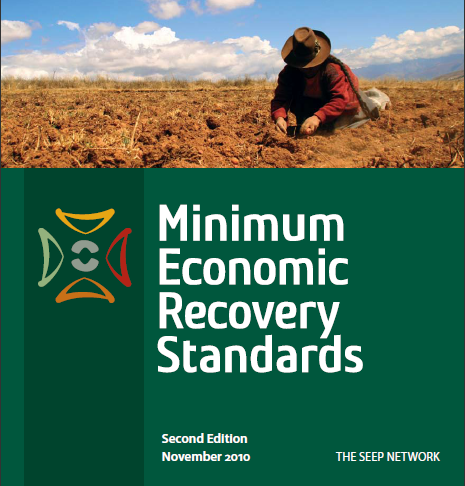 Minimum
Economic
Recovery
Standards
Second Edition
November 2010
THE SEEP NETWORK